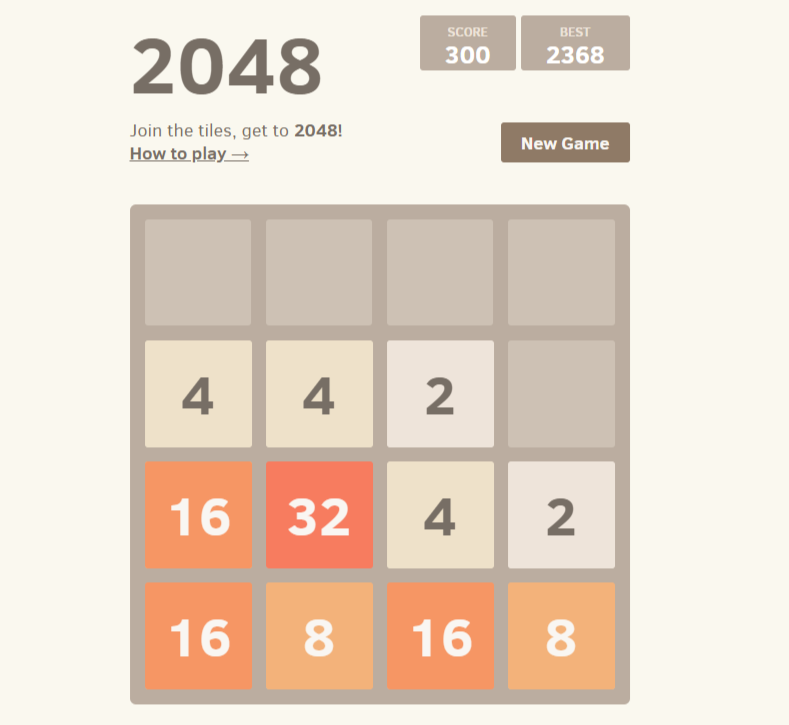 2048
SCORE
300
BEST
2368
Join the tiles, get to 2048!
How to play →
New Game
4 4 2
16 32 4 2
16 8 16 8